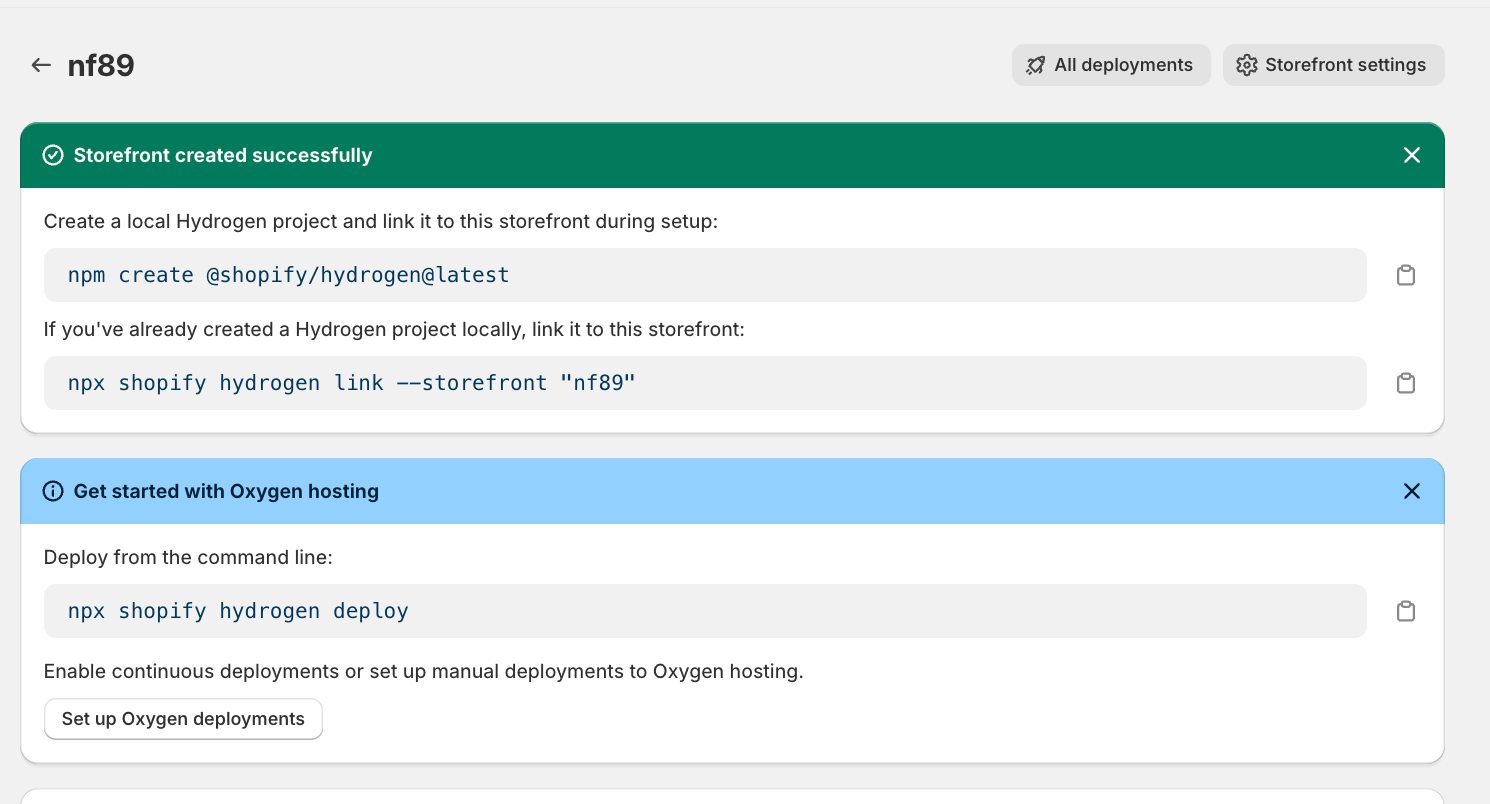 nf89
All deployments
Storefront settings
Storefront created successfully
Create a local Hydrogen project and link it to this storefront during setup:
npm create @shopify/hydrogen@latest
If you've already created a Hydrogen project locally, link it to this storefront:
npx shopify hydrogen link --storefront "nf89"
Get started with Oxygen hosting
Deploy from the command line:
npx shopify hydrogen deploy
Enable continuous deployments or set up manual deployments to Oxygen hosting.
Set up Oxygen deployments